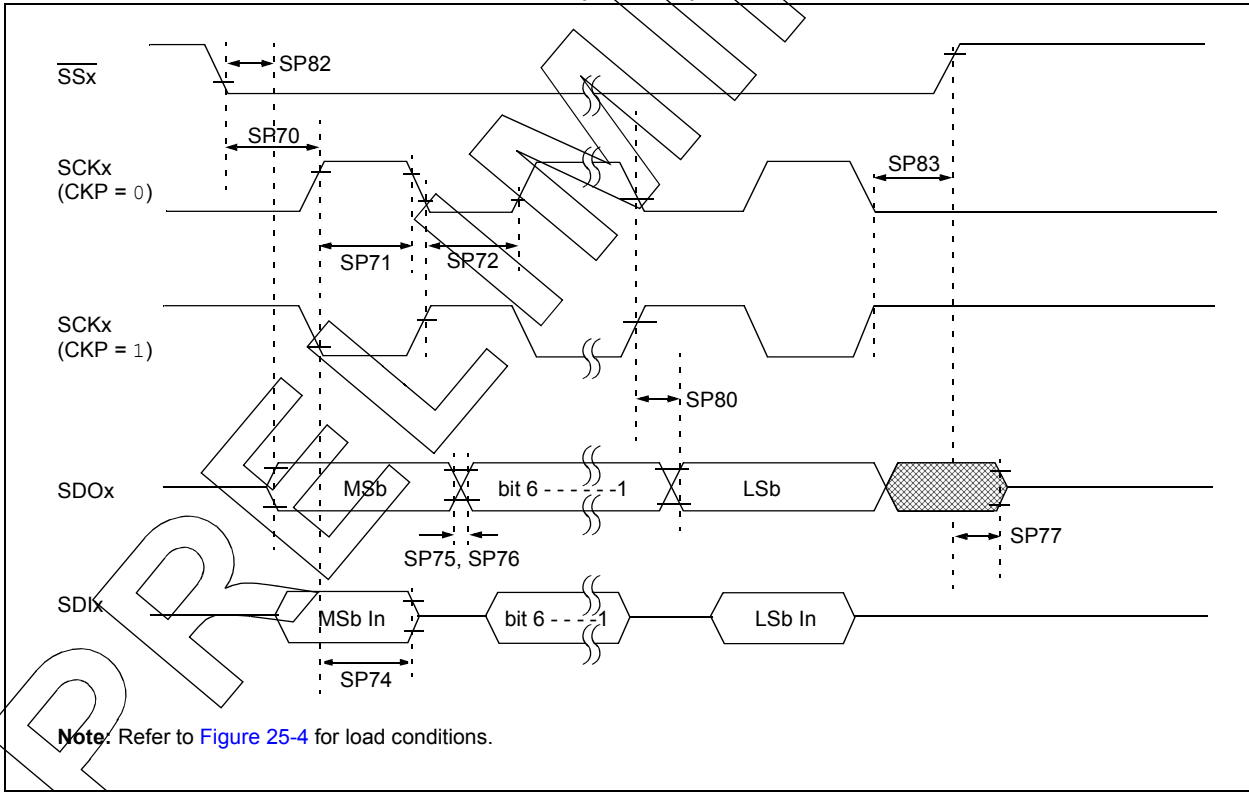 SSx
SP82
SP70
SCKx
(CKP = 0)
SP83
SP71
SP72
SCKx
(CKP = 1)
SP80
SDOx
MSb
bit 6 - - - - - -1
LSb
SP75, SP76
SP77
SDIx
MSb In
bit 6 - - - -1
LSb In
SP74
Note: Refer to Figure 25-4 for load conditions.
PRELIMI